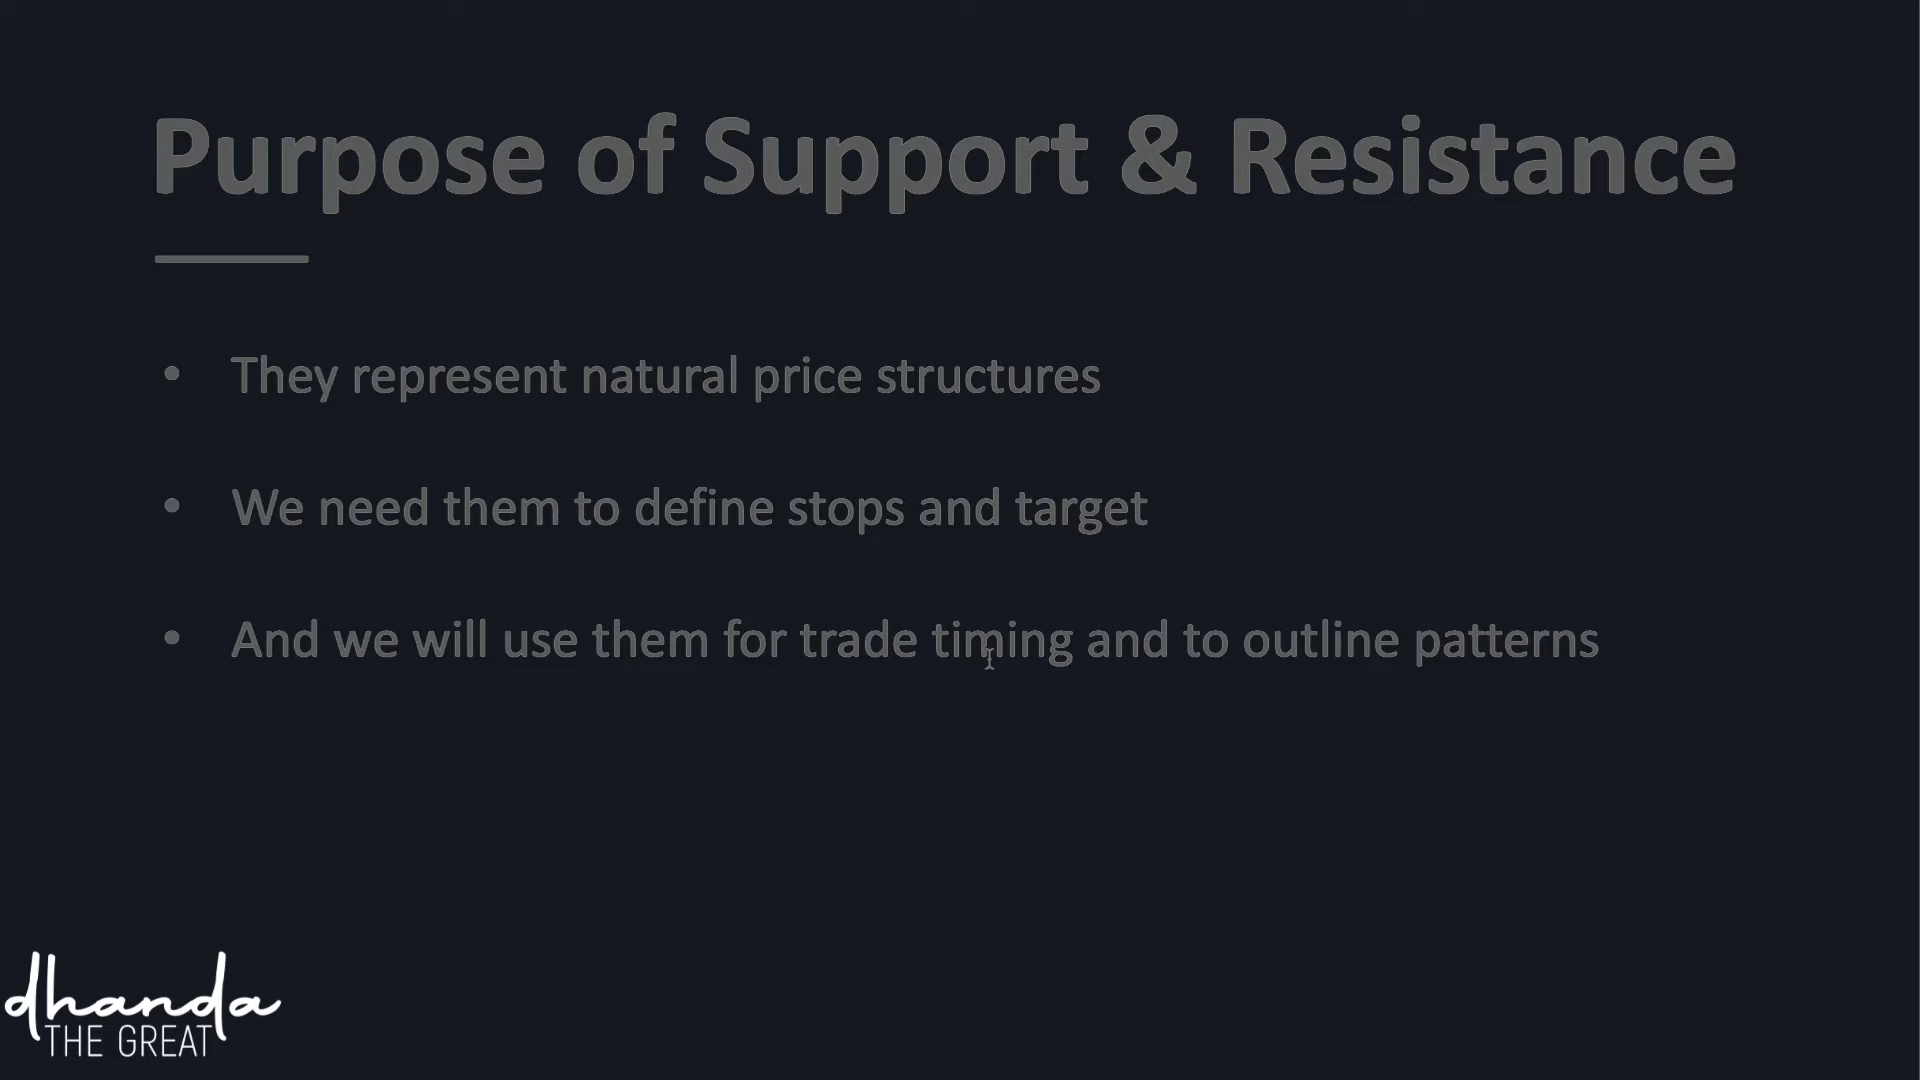 Purpose of Support & Resistance
• They represent natural price structures
• We need them to define stops and target
• And we will use them for trade timing and to outline patterns
dhanda
THE GREAT